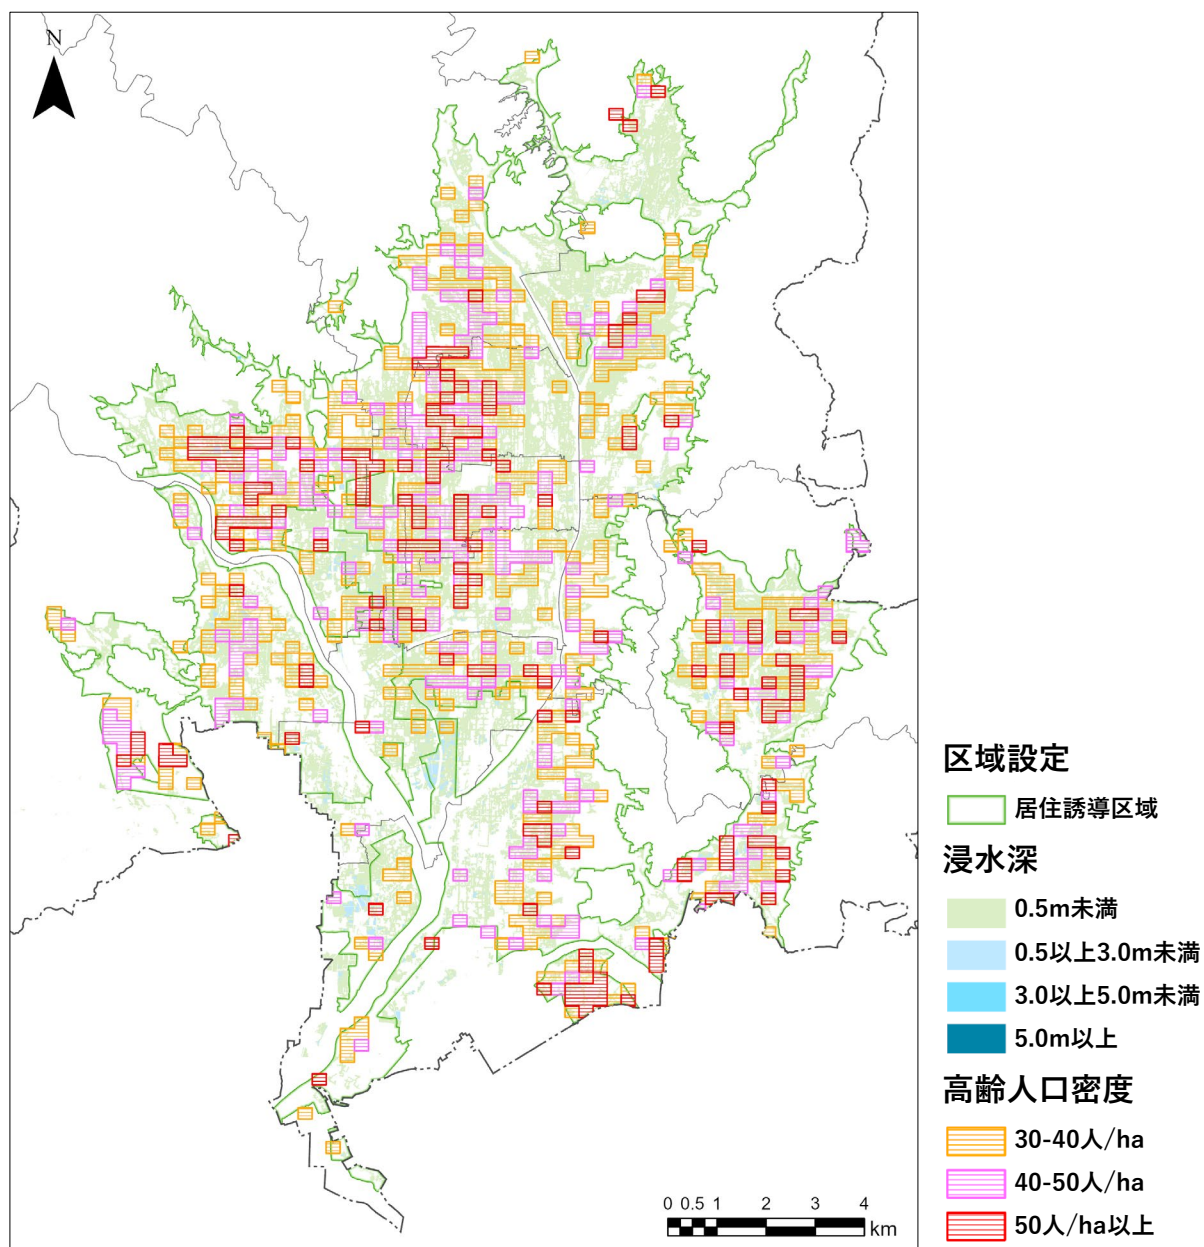 N
区域設定
居住誘導区域
浸水深
0.5m未満
0.5以上3.0m未満
3.0以上5.0m未満
5.0m以上
高齢人口密度
30-40人/ha
40-50人/ha
50人/ha以上
0 0.5 1 2 3 4
km